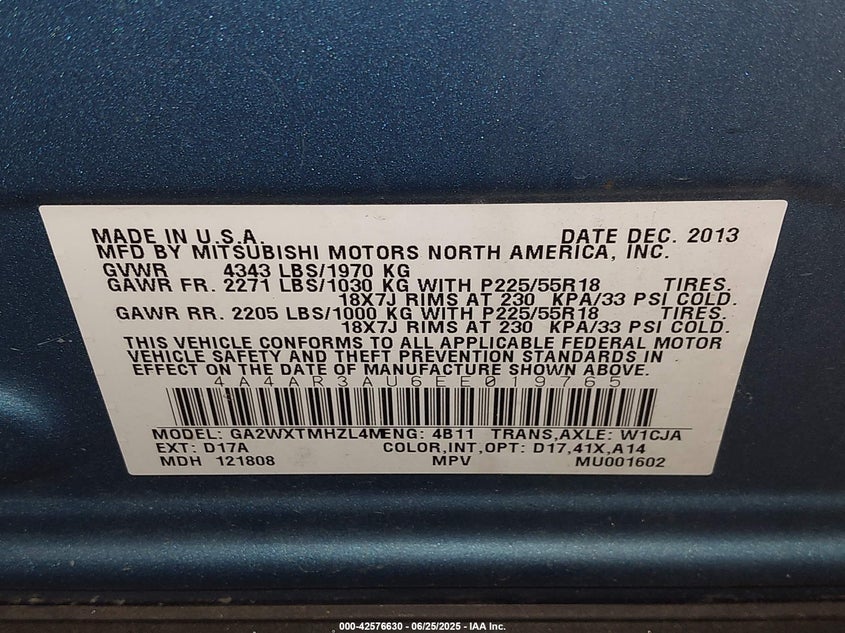 MADE IN U.S.A. DATE DEC. 2013
MFD BY MITSUBISHI MOTORS NORTH AMERICA, INC.
GVWR 4343 LBS/1970 KG
GAWR FR. 2271 LBS/1030 KG WITH P225/55R18 TIRES.
18X7J RIMS AT 230 KPA/33 PSI COLD.
GAWR RR. 2205 LBS/1000 KG WITH P225/55R18 TIRES.
18X7J RIMS AT 230 KPA/33 PSI COLD.
THIS VEHICLE CONFORMS TO ALL APPLICABLE FEDERAL MOTOR
VEHICLE SAFETY AND THEFT PREVENTION STANDARDS IN
EFFECT ON THE DATE OF MANUFACTURE SHOWN ABOVE.
4A4AR3AU6EE019765
MODEL: GA2WXTMHZL4M ENG: 4B11 TRANS,AXLE: W1CJA
EXT: D17A COLOR,INT,OPT: D17,41X,A14
MDH 121808 MPV MU001602
000-42576630 - 06/25/2025 - IAA Inc.